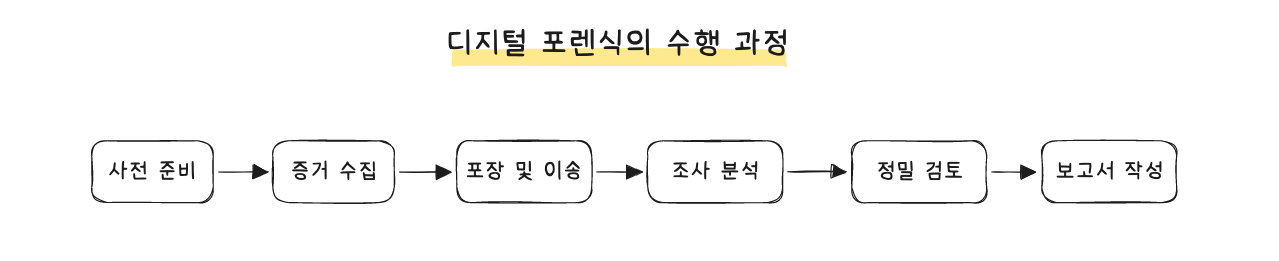 디지털 포렌식의 수행 과정
사전 준비
증거 수집
포장 및 이송
조사 분석
정밀 검토
보고서 작성